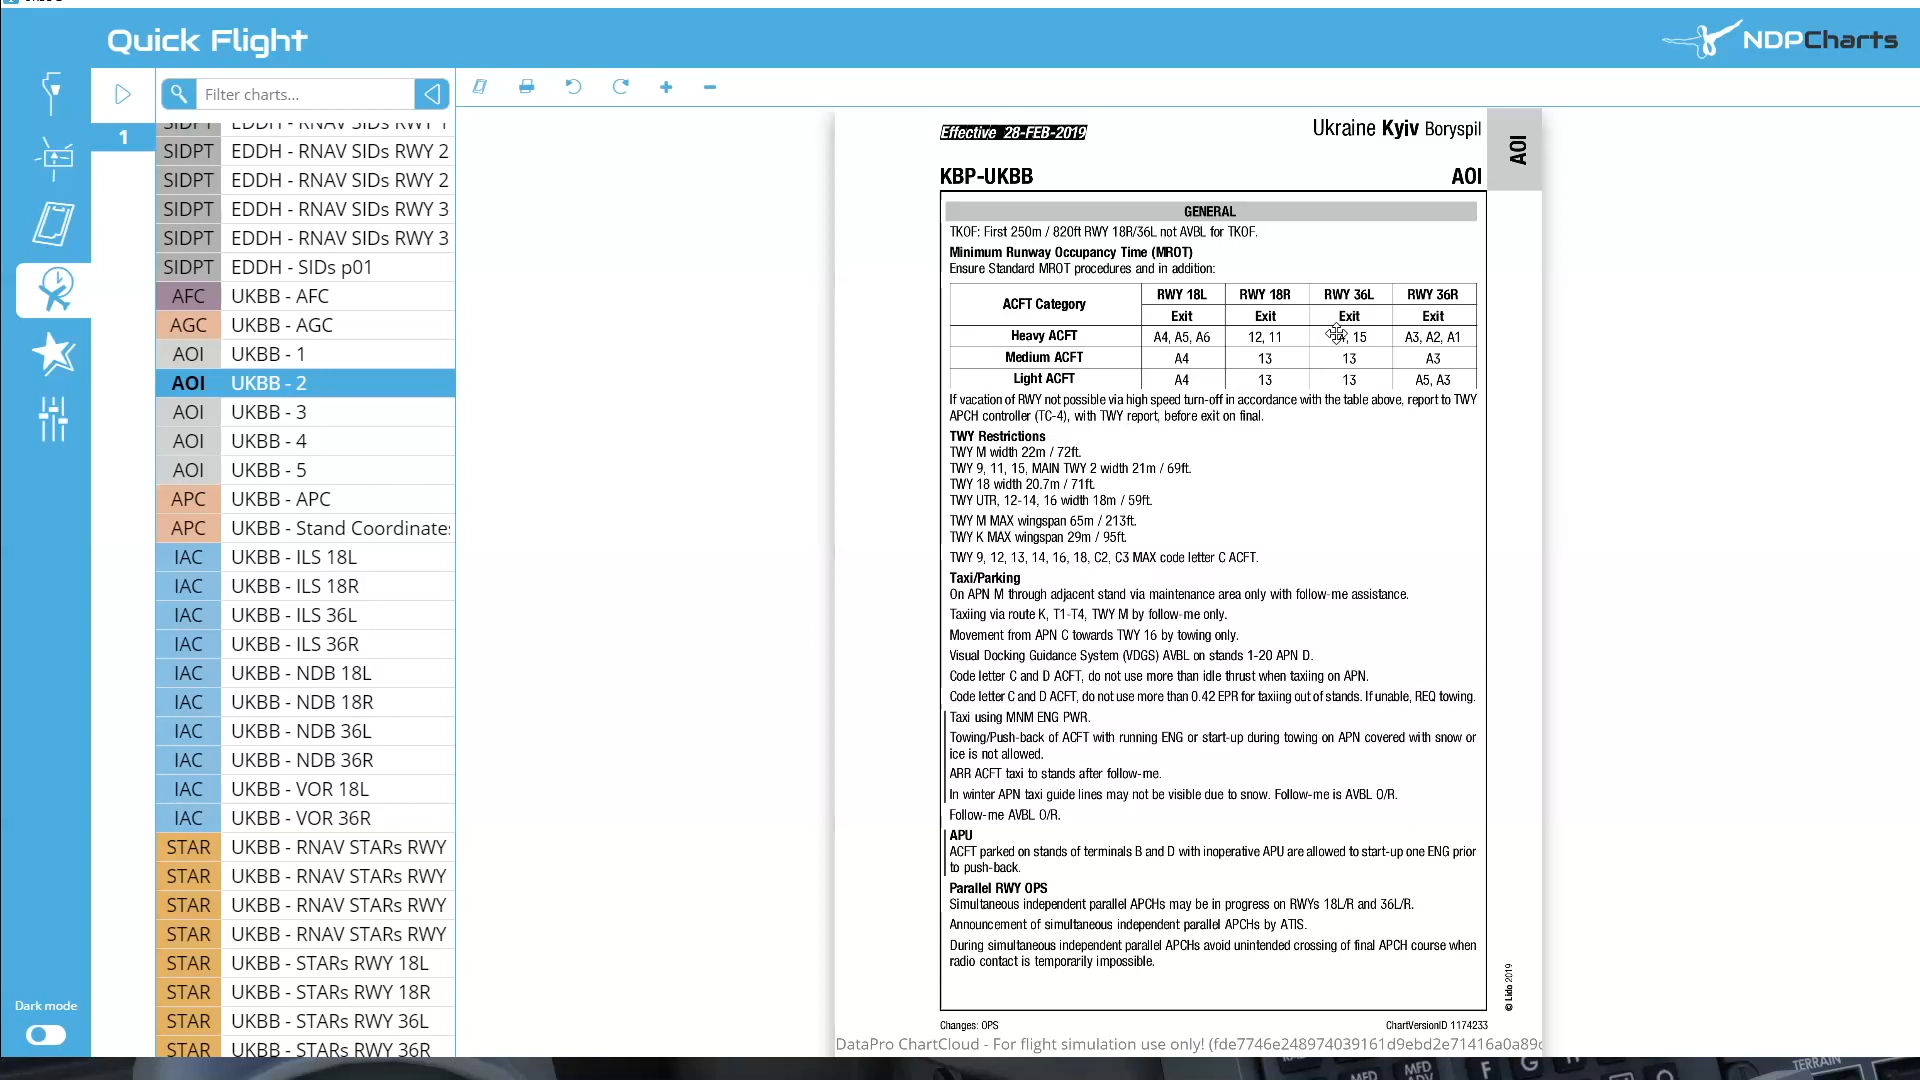 Quick Flight
NDPCharts
Filter charts...
1
SIDPT EDDH - RNAV SIDs RWY 1
SIDPT EDDH - RNAV SIDs RWY 2
SIDPT EDDH - RNAV SIDs RWY 2
SIDPT EDDH - RNAV SIDs RWY 3
SIDPT EDDH - RNAV SIDs RWY 3
SIDPT EDDH - SIDs p01
AFC UKBB - AFC
AGC UKBB - AGC
AOI UKBB - 1
AOI UKBB - 2
AOI UKBB - 3
AOI UKBB - 4
AOI UKBB - 5
APC UKBB - APC
APC UKBB - Stand Coordinates
IAC UKBB - ILS 18L
IAC UKBB - ILS 18R
IAC UKBB - ILS 36L
IAC UKBB - ILS 36R
IAC UKBB - NDB 18L
IAC UKBB - NDB 18R
IAC UKBB - NDB 36L
IAC UKBB - NDB 36R
IAC UKBB - VOR 18L
IAC UKBB - VOR 36R
STAR UKBB - RNAV STARs RWY
STAR UKBB - RNAV STARs RWY
STAR UKBB - RNAV STARs RWY
STAR UKBB - RNAV STARs RWY
STAR UKBB - STARs RWY 18L
STAR UKBB - STARs RWY 18R
STAR UKBB - STARs RWY 36L
STAR UKBB - STARs RWY 36R
Dark mode
Effective 28-FEB-2019
Ukraine Kyiv Boryspil
AOI
KBP-UKBB AOI
GENERAL
TKOF: First 250m / 820ft RWY 18R/36L not AVBL for TKOF.
Minimum Runway Occupancy Time (MROT)
Ensure Standard MROT procedures and in addition:
ACFT Category RWY 18L RWY 18R RWY 36L RWY 36R
Exit Exit Exit Exit
Heavy ACFT A4, A5, A6 12, 11 15 A3, A2, A1
Medium ACFT A4 13 13 A3
Light ACFT A4 13 13 A5, A3
If vacation of RWY not possible via high speed turn-off in accordance with the table above, report to TWY
APCH controller (TC-4), with TWY report, before exit on final.
TWY Restrictions
TWY M width 22m / 72ft.
TWY 9, 11, 15, MAIN TWY 2 width 21m / 69ft.
TWY 18 width 20.7m / 71ft.
TWY UTR, 12-14, 16 width 18m / 59ft.
TWY M MAX wingspan 65m / 213ft.
TWY K MAX wingspan 29m / 95ft.
TWY 9, 12, 13, 14, 16, 18, C2, C3 MAX code letter C ACFT.
Taxi/Parking
On APN M through adjacent stand via maintenance area only with follow-me assistance.
Taxiing via route K, T1-T4, TWY M by follow-me only.
Movement from APN C towards TWY 16 by towing only.
Visual Docking Guidance System (VDGS) AVBL on stands 1-20 APN D.
Code letter C and D ACFT, do not use more than idle thrust when taxiing on APN.
Code letter C and D ACFT, do not use more than 0.42 EPR for taxiing out of stands. If unable, REQ towing.
Taxi using MNM ENG PWR.
Towing/Push-back of ACFT with running ENG or start-up during towing on APN covered with snow or
ice is not allowed.
ARR ACFT taxi to stands after follow-me.
In winter APN taxi guide lines may not be visible due to snow. Follow-me is AVBL O/R.
Follow-me AVBL O/R.
APU
ACFT parked on stands of terminals B and D with inoperative APU are allowed to start-up one ENG prior
to push-back.
Parallel RWY OPS
Simultaneous independent parallel APCHs may be in progress on RWYs 18L/R and 36L/R.
Announcement of simultaneous independent parallel APCHs by ATIS.
During simultaneous independent parallel APCHs avoid unintended crossing of final APCH course when
radio contact is temporarily impossible.
© Lido 2019
Changes: OPS ChartVersionID 1174233
DataPro ChartCloud - For flight simulation use only! (fde7746e248974039161d9ebd2e71416a0a89
MFD MFD F G H TERRAIN